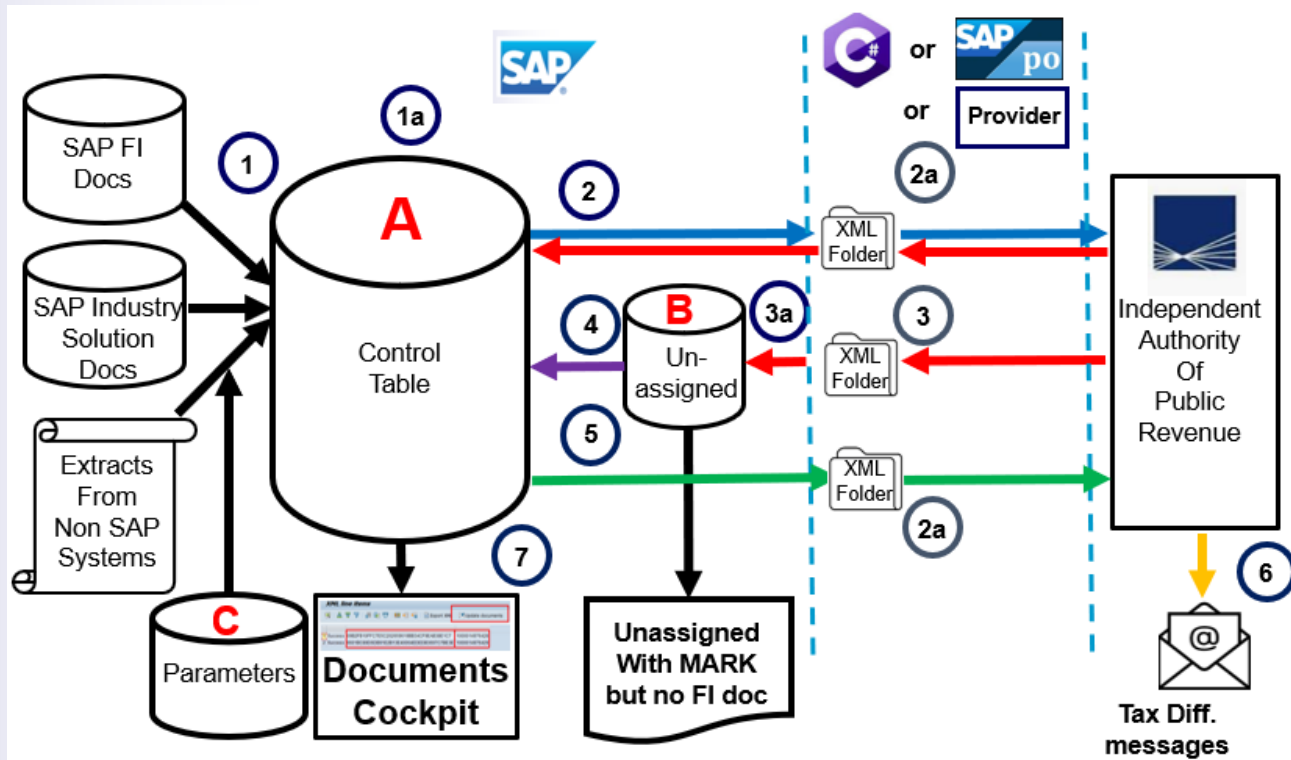 SAP
®
C#
or
SAP
po
or
Provider
SAP FI
Docs
1
1a
A
2
2a
XML
Folder
SAP Industry
Solution
Docs
Control
Table
4
B
Un-
assigned
3a
XML
Folder
3
Independent
Authority
Of
Public
Revenue
5
XML
Folder
2a
Extracts
From
Non SAP
Systems
7
6
C
Parameters
XML line items
Documents
Cockpit
Unassigned
With MARK
but no FI doc
@
Tax Diff.
messages